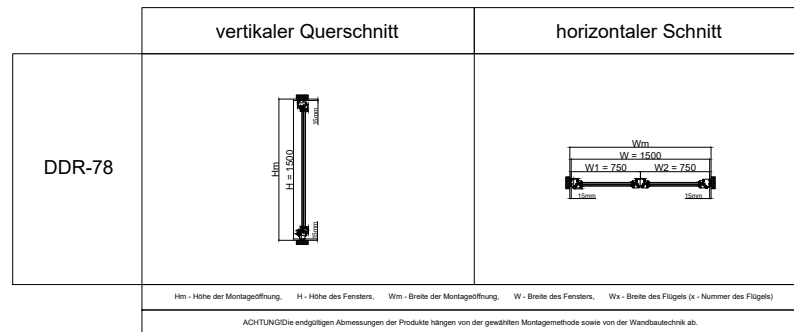 vertikaler Querschnitt
horizontaler Schnitt
DDR-78
Hm
H = 1500
15mm
15mm
Wm
W = 1500
W1 = 750
W2 = 750
15mm
15mm
Hm - Höhe der Montageöffnung, H - Höhe des Fensters, Wm - Breite der Montageöffnung, W - Breite des Fensters, Wx - Breite des Flügels (x - Nummer des Flügels)
ACHTUNG!Die endgültigen Abmessungen der Produkte hängen von der gewählten Montagemethode sowie von der Wandbautechnik ab.